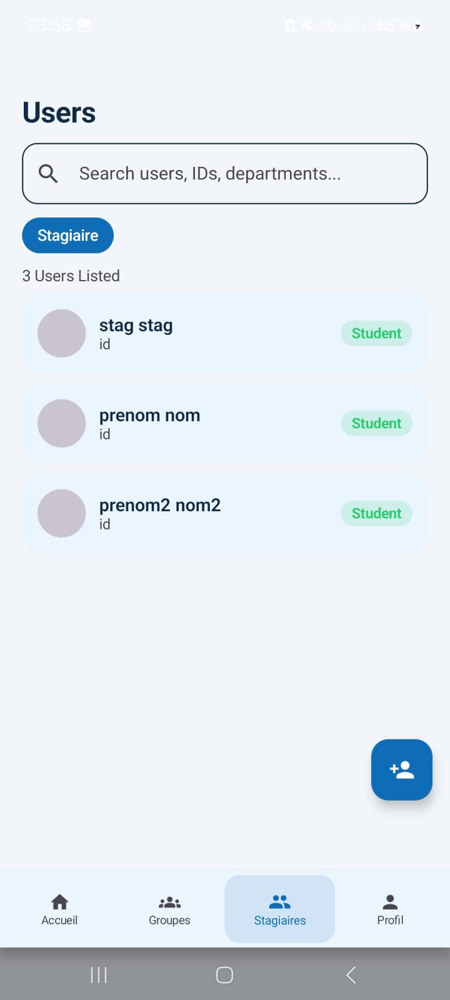 23:58 65%
Users
Search users, IDs, departments...
Stagiaire
3 Users Listed
stag stag
id
Student
prenom nom
id
Student
prenom2 nom2
id
Student
Accueil Groupes Stagiaires Profil